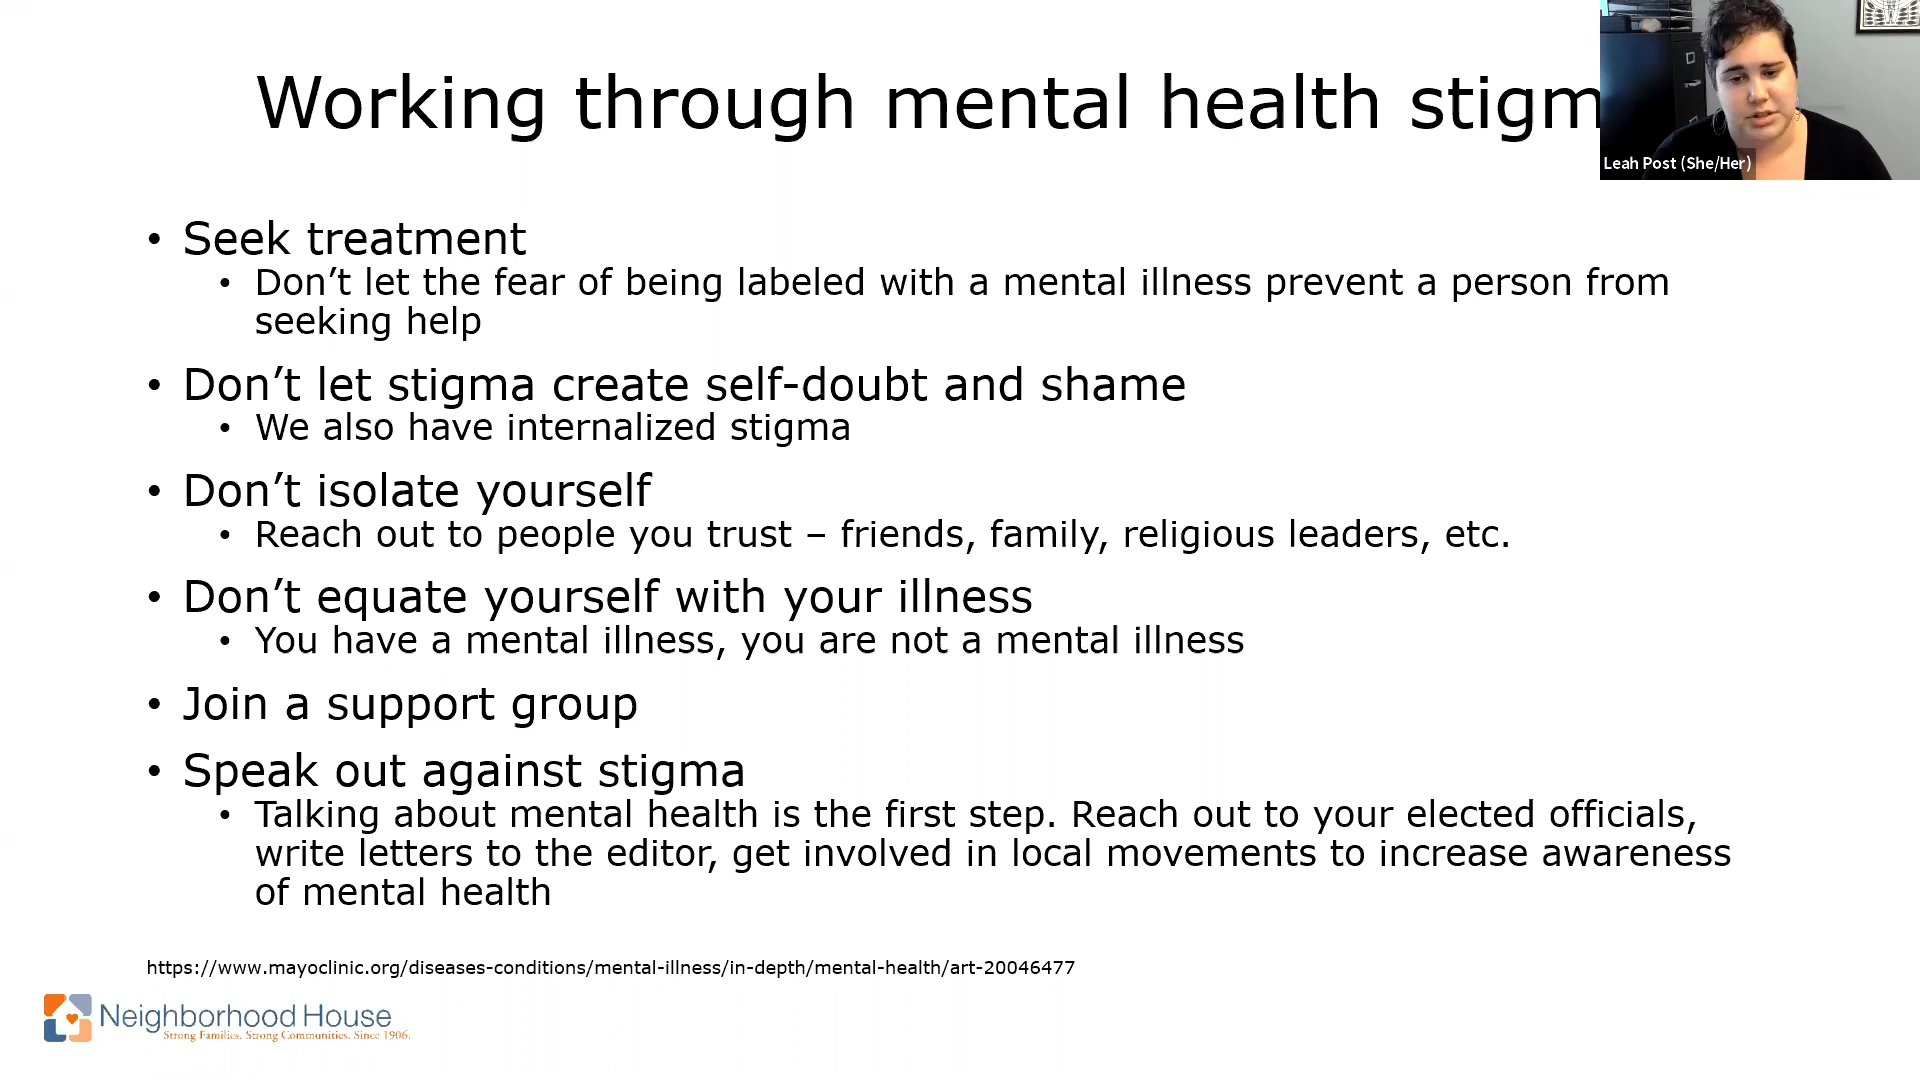 Working through mental health stigm
Leah Post (She/Her)
• Seek treatment
• Don’t let the fear of being labeled with a mental illness prevent a person from
seeking help
• Don’t let stigma create self-doubt and shame
• We also have internalized stigma
• Don’t isolate yourself
• Reach out to people you trust – friends, family, religious leaders, etc.
• Don’t equate yourself with your illness
• You have a mental illness, you are not a mental illness
• Join a support group
• Speak out against stigma
• Talking about mental health is the first step. Reach out to your elected officials,
write letters to the editor, get involved in local movements to increase awareness
of mental health
https://www.mayoclinic.org/diseases-conditions/mental-illness/in-depth/mental-health/art-20046477
Neighborhood House
Strong Families. Strong Communities. Since 1906.